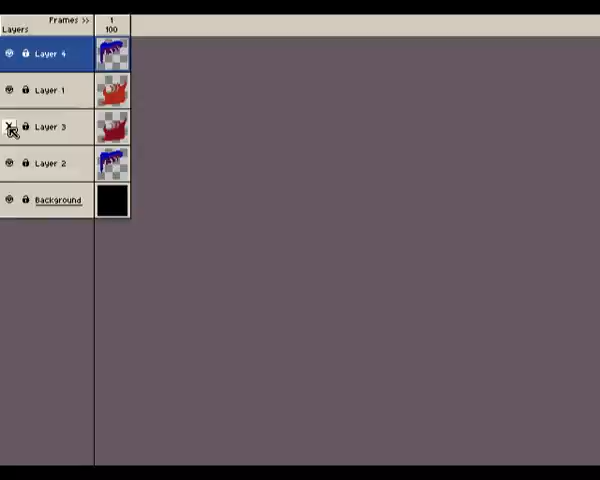 Frames >> 1
Layers 100
Layer 4
Layer 1
Layer 3
Layer 2
Background